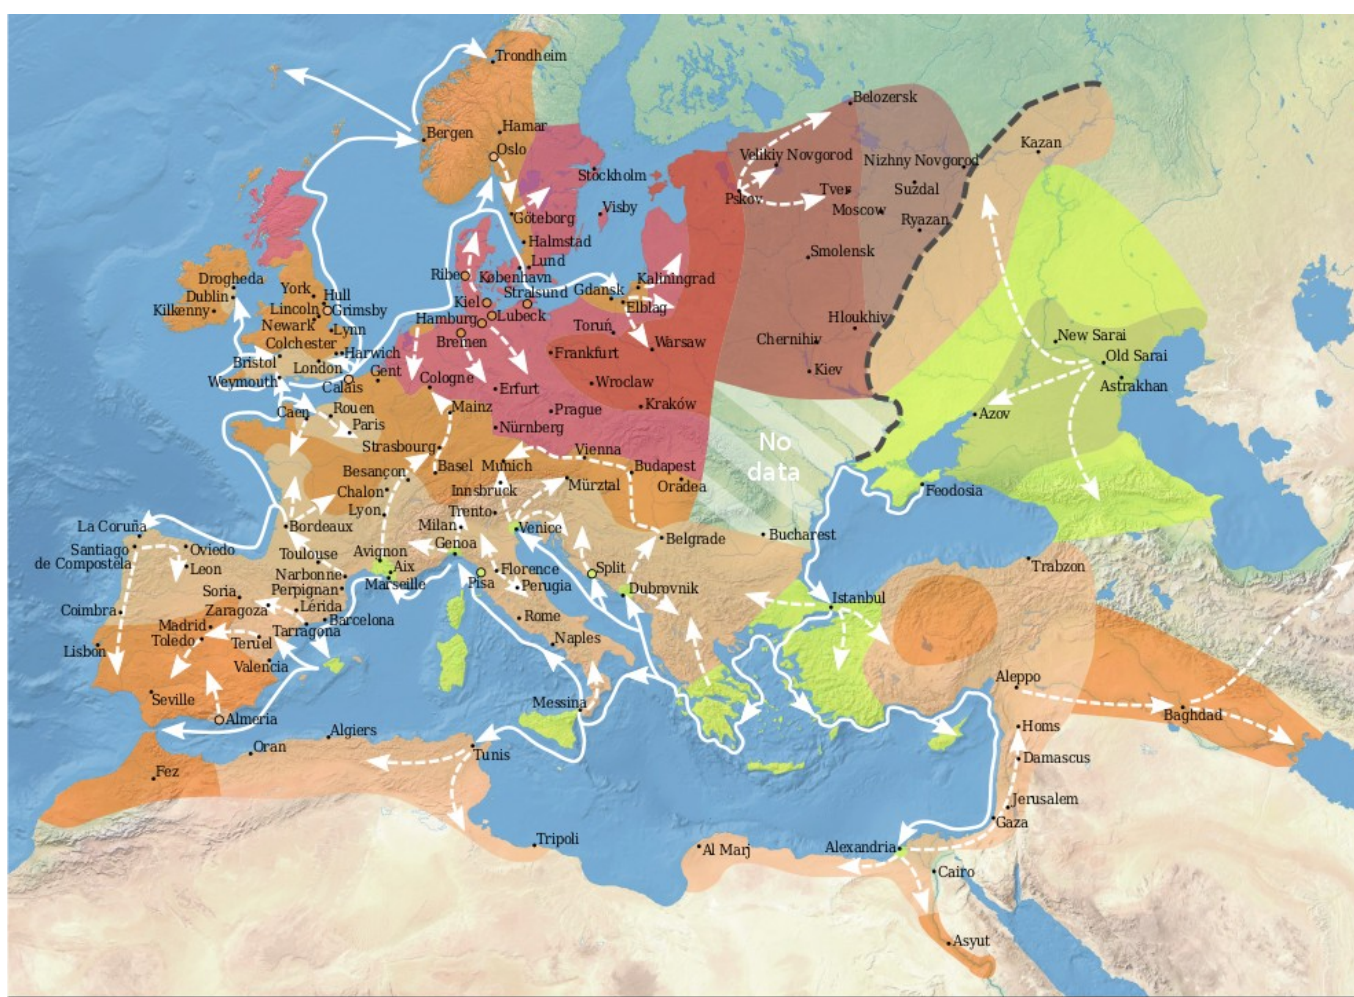 Trondheim
Bergen
Hamar
Oslo
Stockholm
Göteborg
Visby
Halmstad
Lund
Ribe
København
Kiel
Stralsund
Hamburg
Lubeck
Bremen
Gdansk
Kaliningrad
Elblag
Toruń
Warsaw
Frankfurt
Wroclaw
Kraków
Erfurt
Prague
Nürnberg
Cologne
Mainz
Belozersk
Velikiy Novgorod
Nizhny Novgorod
Pskov
Tver
Suzdal
Moscow
Ryazan
Smolensk
Hloukhiv
Chernihiv
Kiev
Kazan
New Sarai
Old Sarai
Astrakhan
Azov
Feodosia
No
data
Drogheda
Dublin
Kilkenny
York
Hull
Lincoln
Grimsby
Newark
Lynn
Colchester
Harwich
Bristol
London
Weymouth
Calais
Gent
Caen
Rouen
Paris
Strasbourg
Besançon
Basel
Munich
Vienna
Budapest
Oradea
Chalon
Innsbruck
Mürztal
Lyon
Trento
Milan
Venice
Belgrade
Bucharest
La Coruña
Santiago
de Compostela
Oviedo
Leon
Bordeaux
Toulouse
Avignon
Genoa
Narbonne
Aix
Marseille
Perpignan
Pisa
Florence
Perugia
Split
Dubrovnik
Istanbul
Trabzon
Coimbra
Soria
Zaragoza
Lérida
Barcelona
Tarragona
Madrid
Toledo
Teruel
Lisbon
Valencia
Seville
Almeria
Rome
Naples
Messina
Aleppo
Baghdad
Homs
Damascus
Jerusalem
Gaza
Algiers
Oran
Tunis
Fez
Tripoli
Al Marj
Alexandria
Cairo
Asyut